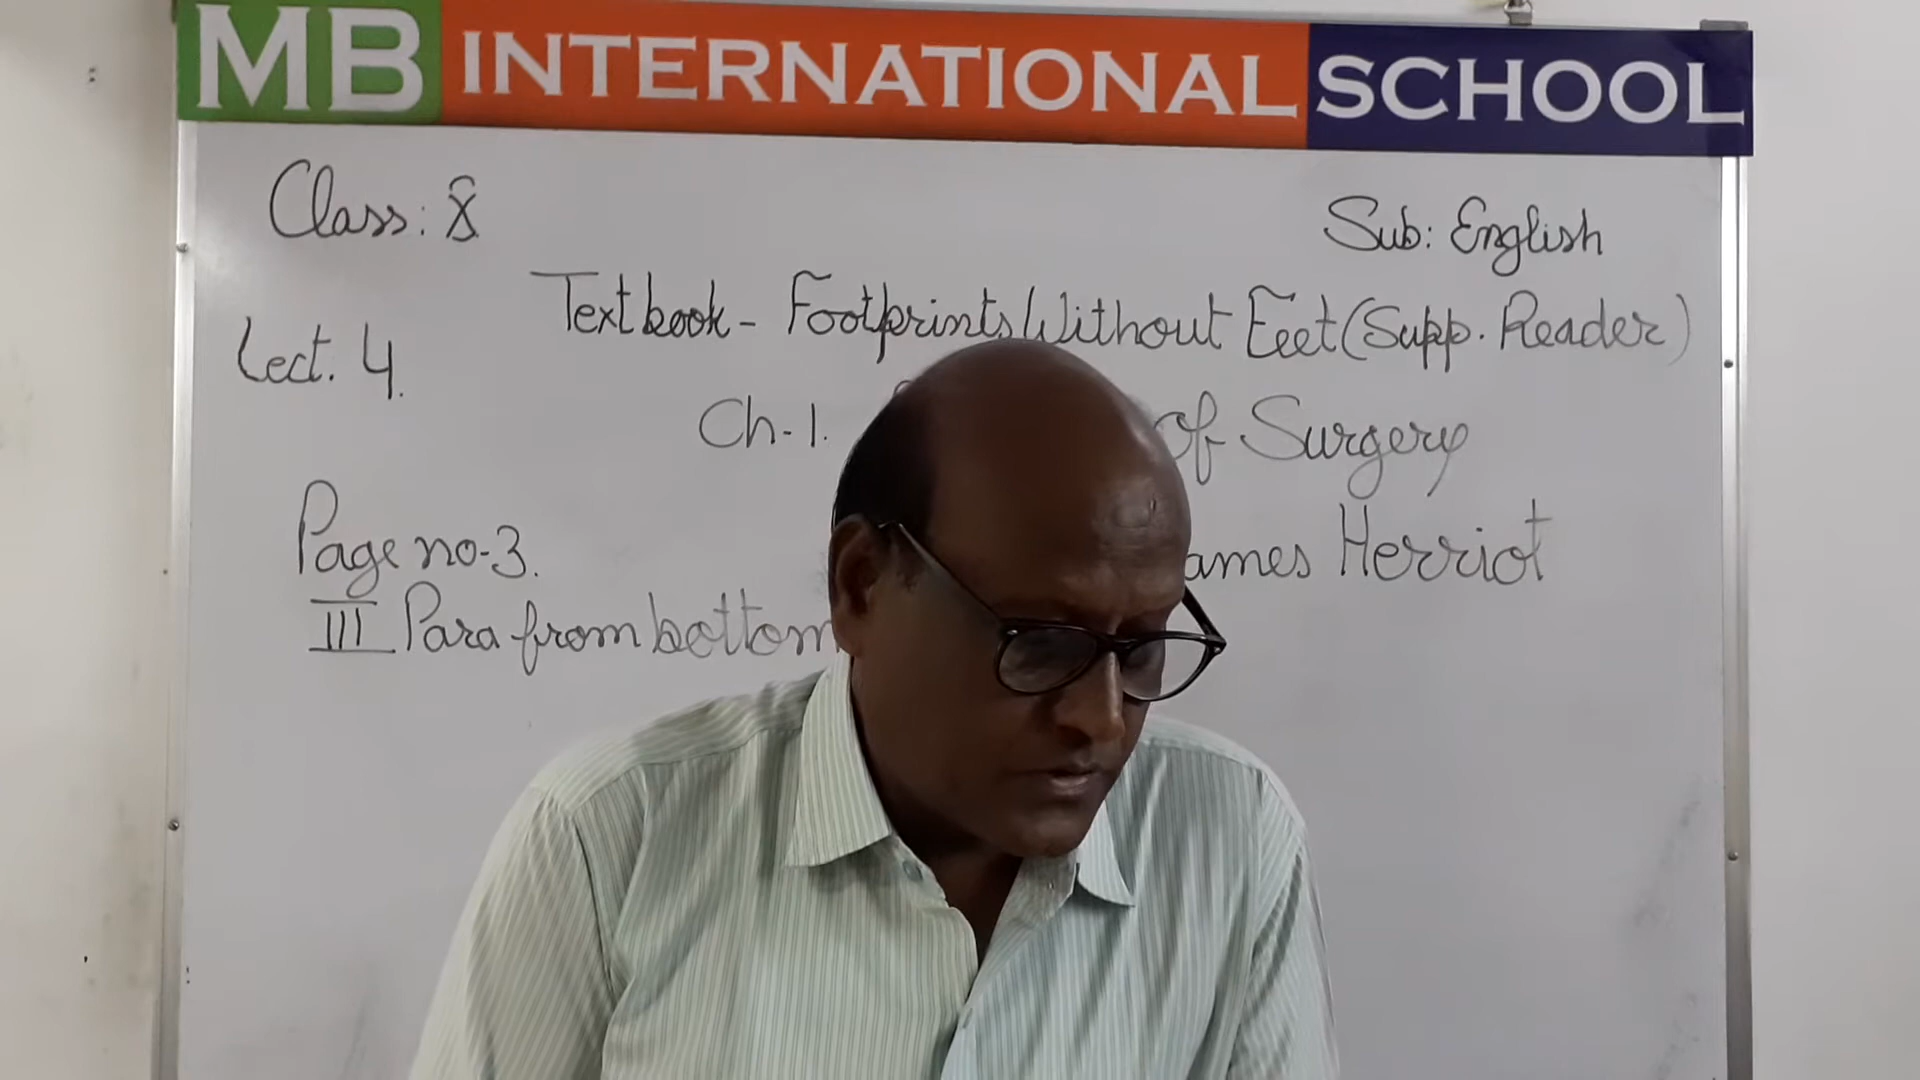 MB INTERNATIONAL SCHOOL
Class: X
Sub: English
Textbook - Footprints Without Feet (Supp. Reader)
Lect. 4.
Ch-1. of Surgery
Page no-3. ames Herriot
III Para from bottom